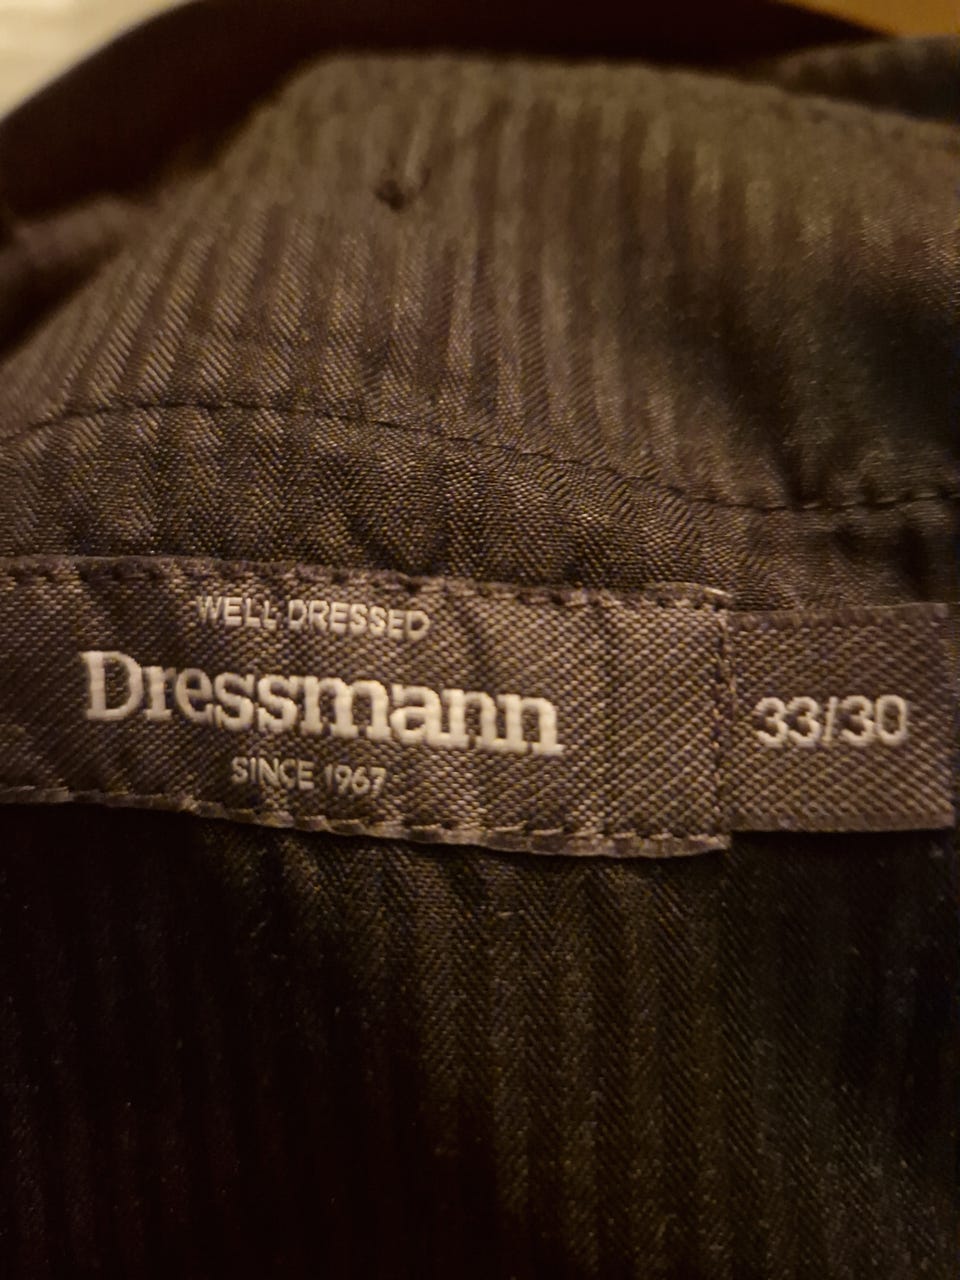 WELL DRESSED
Dressmann
SINCE 1967
33/30